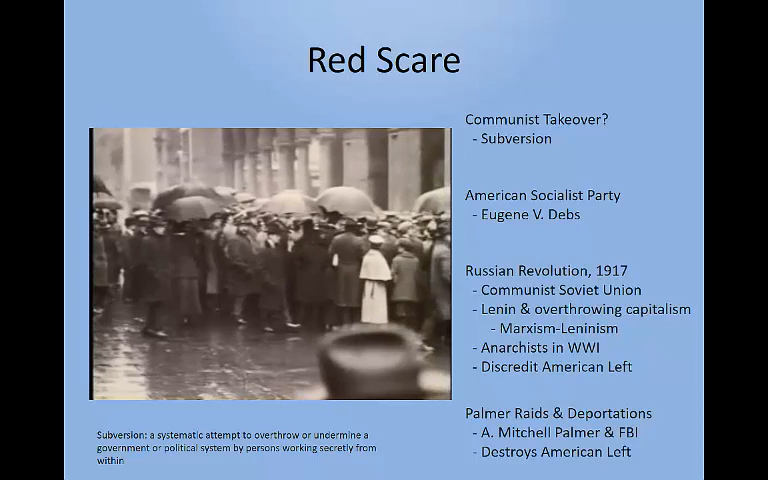 Red Scare
Communist Takeover?
- Subversion
American Socialist Party
- Eugene V. Debs
Russian Revolution, 1917
- Communist Soviet Union
- Lenin & overthrowing capitalism
- Marxism-Leninism
- Anarchists in WWI
- Discredit American Left
Palmer Raids & Deportations
- A. Mitchell Palmer & FBI
- Destroys American Left
Subversion: a systematic attempt to overthrow or undermine a
government or political system by persons working secretly from
within